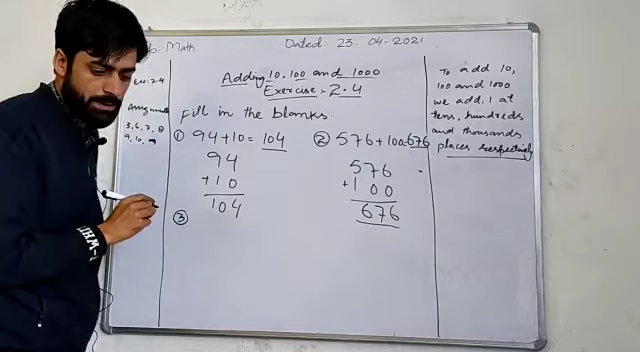 Math
Dated:- 23-04-2021
Exe:-2.4
Assignment
3,6,7,8
9,10,
Adding 10, 100 and 1000
Exercise:- 2.4
Fill in the blanks.
① 94+10= 104
94
+10
104
② 576+100=676
576
+100
676
③
To add 10,
100 and 1000
we add 1 at
tens, hundreds
and thousands
places respectively